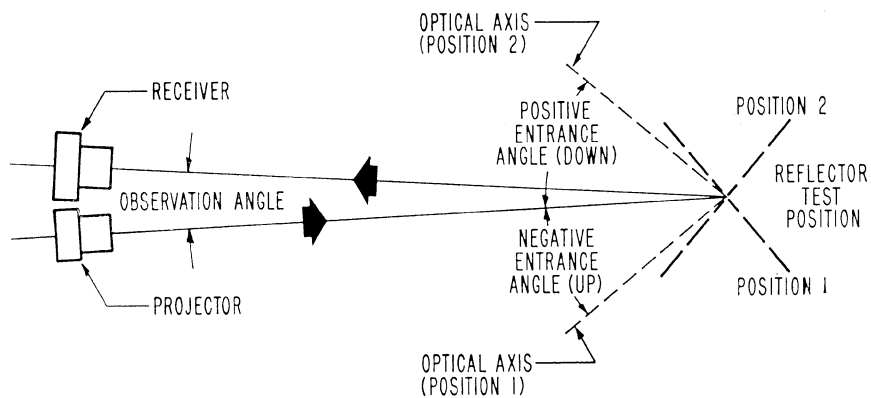 OPTICAL AXIS
(POSITION 2)
RECEIVER
POSITIVE
ENTRANCE
ANGLE (DOWN)
POSITION 2
REFLECTOR
TEST
POSITION
OBSERVATION ANGLE
NEGATIVE
ENTRANCE
ANGLE (UP)
POSITION 1
PROJECTOR
OPTICAL AXIS
(POSITION 1)